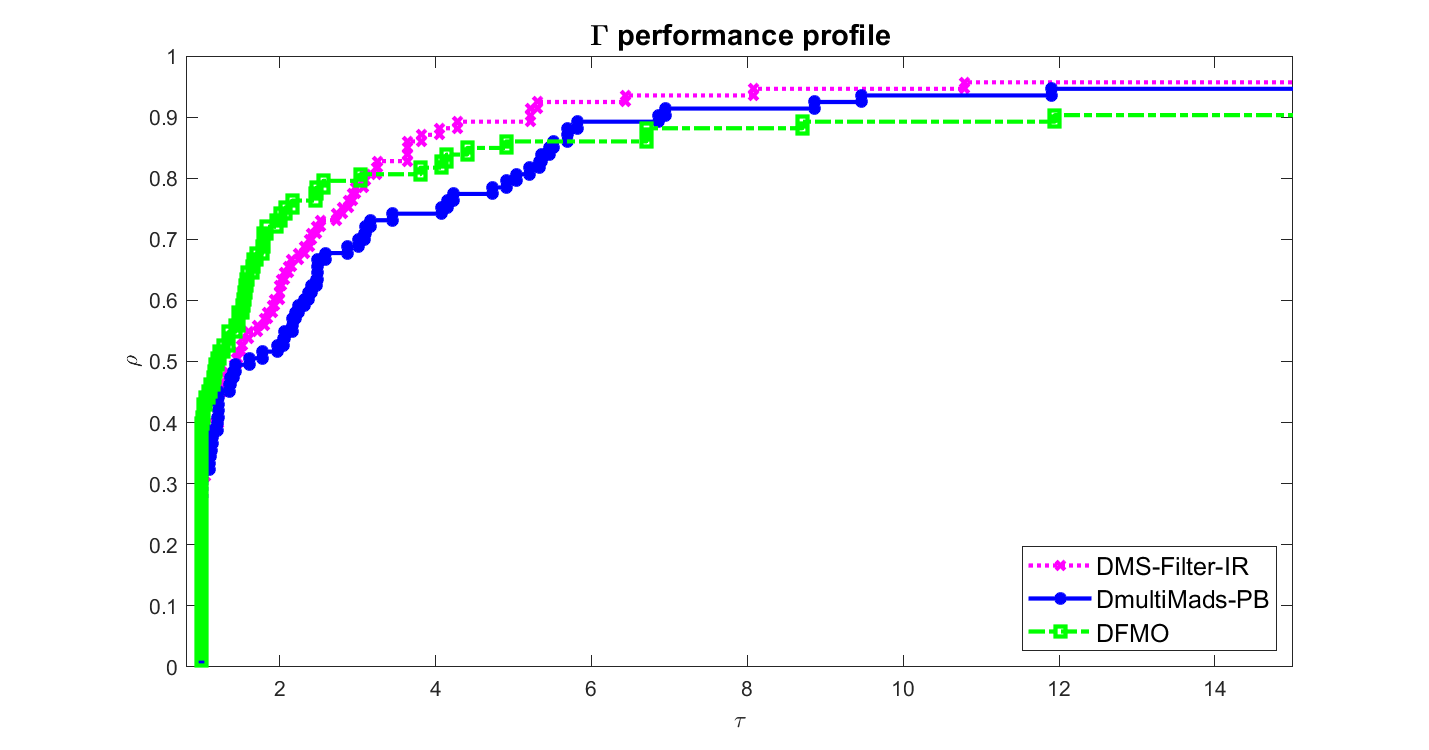 Γ performance profile
1
0.9
0.8
0.7
0.6
0.5
0.4
0.3
0.2
0.1
0
ρ
2 4 6 8 10 12 14
τ
DMS-Filter-IR
DmultiMads-PB
DFMO